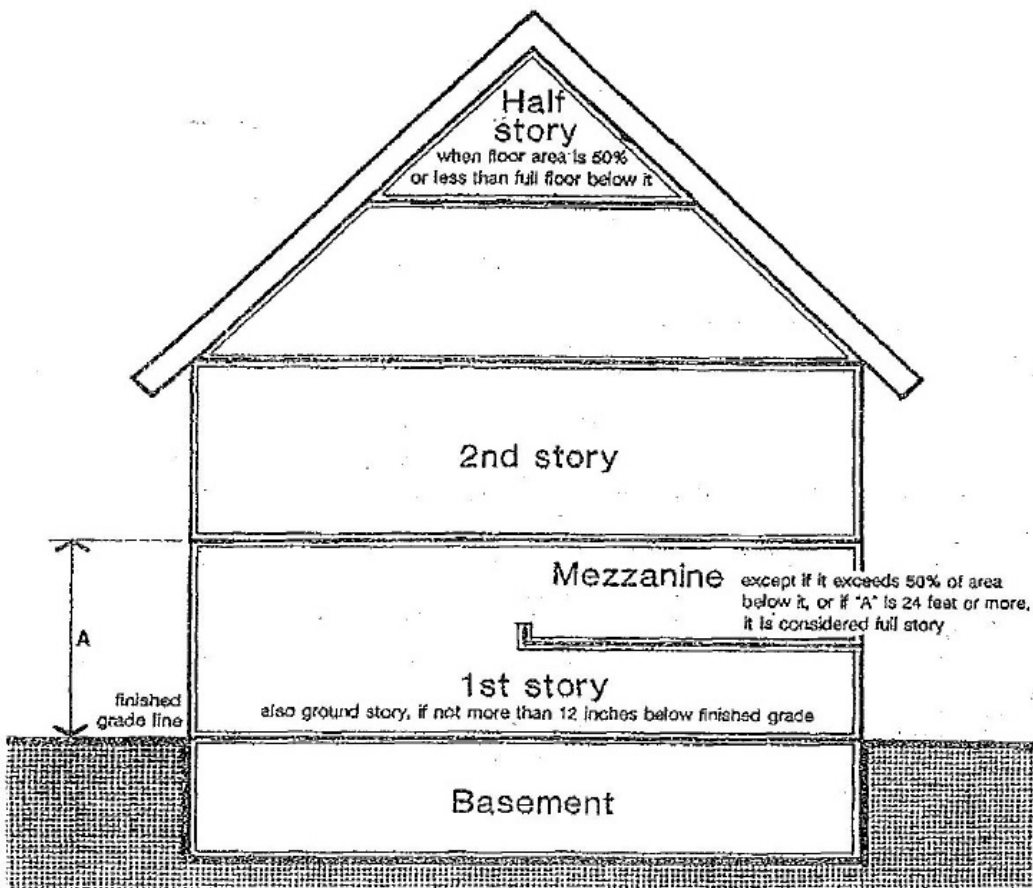 Half
story
when floor area is 50%
or less than full floor below it
2nd story
Mezzanine
except if it exceeds 50% of area
below it, or if "A" is 24 feet or more,
it is considered full story
A
1st story
also ground story, if not more than 12 inches below finished grade
finished
grade line
Basement